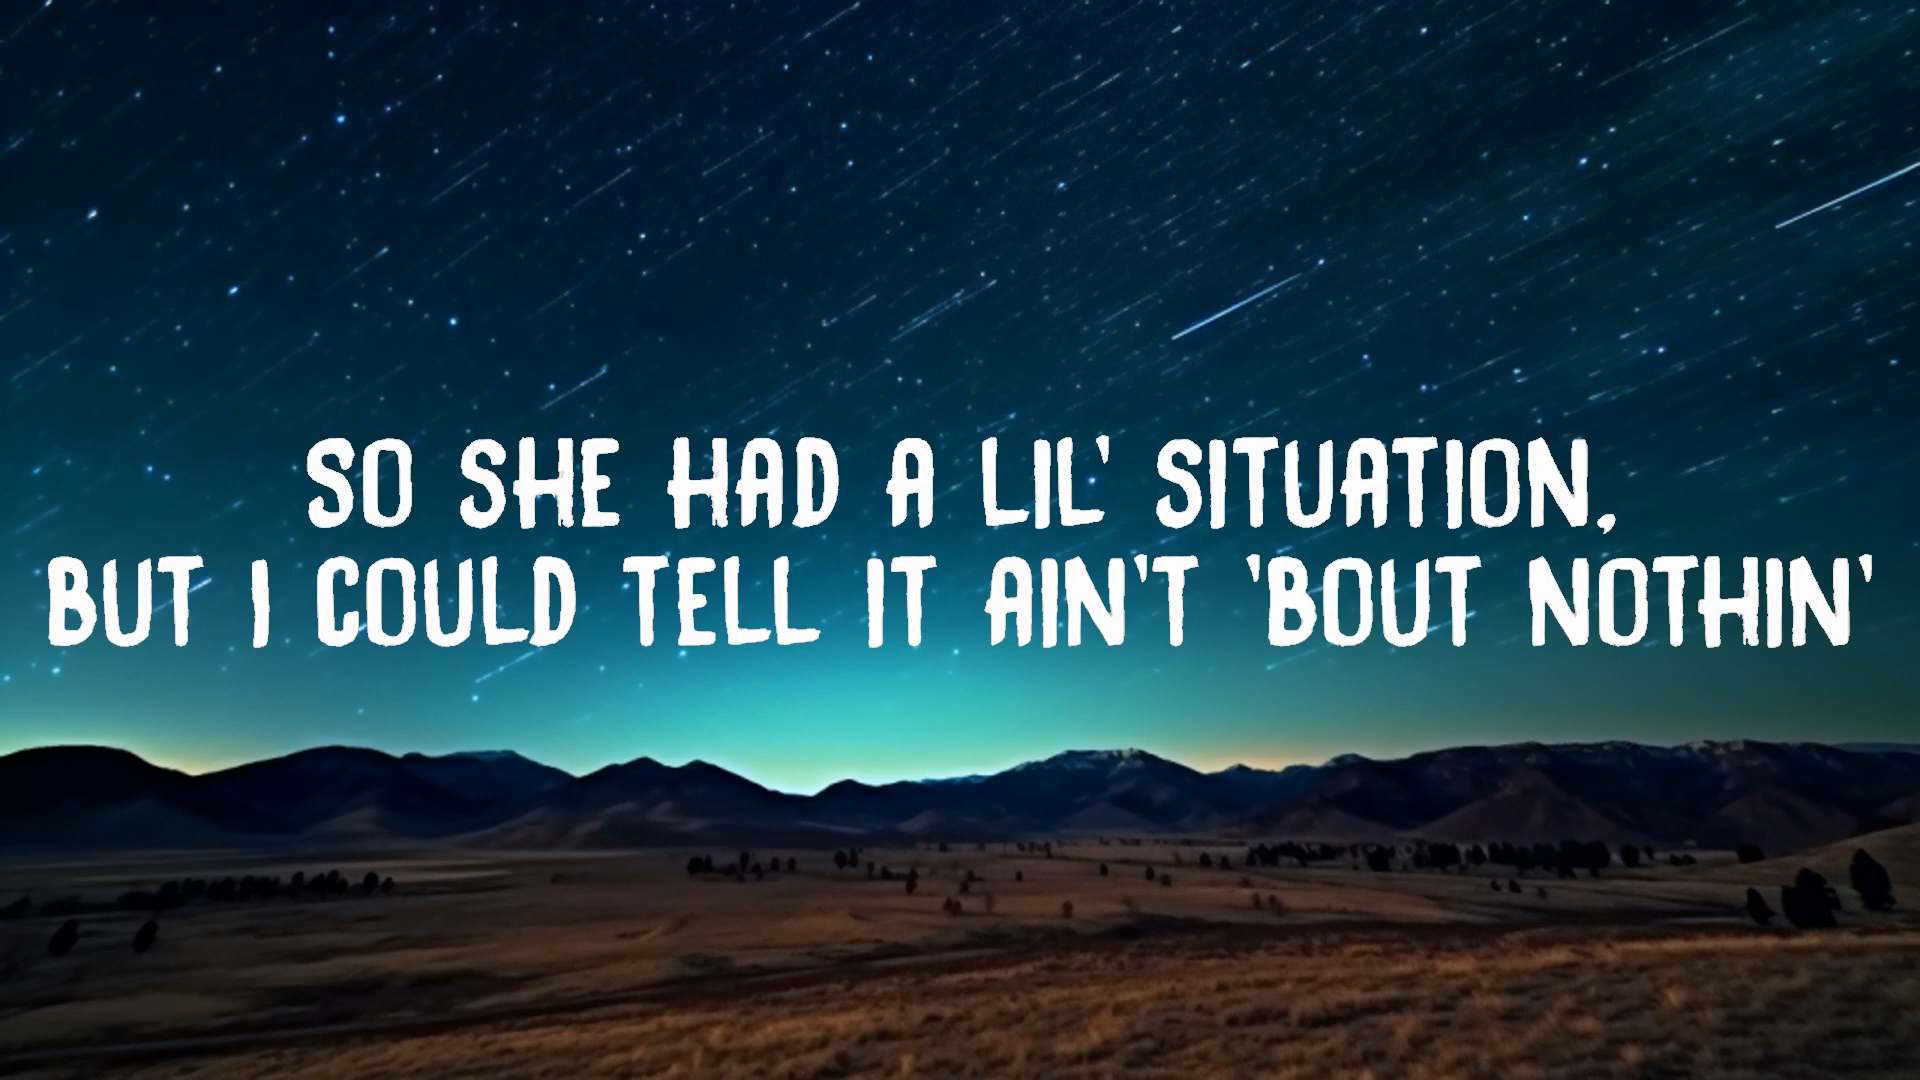 SO SHE HAD A LIL' SITUATION,
BUT I COULD TELL IT AIN'T 'BOUT NOTHIN'